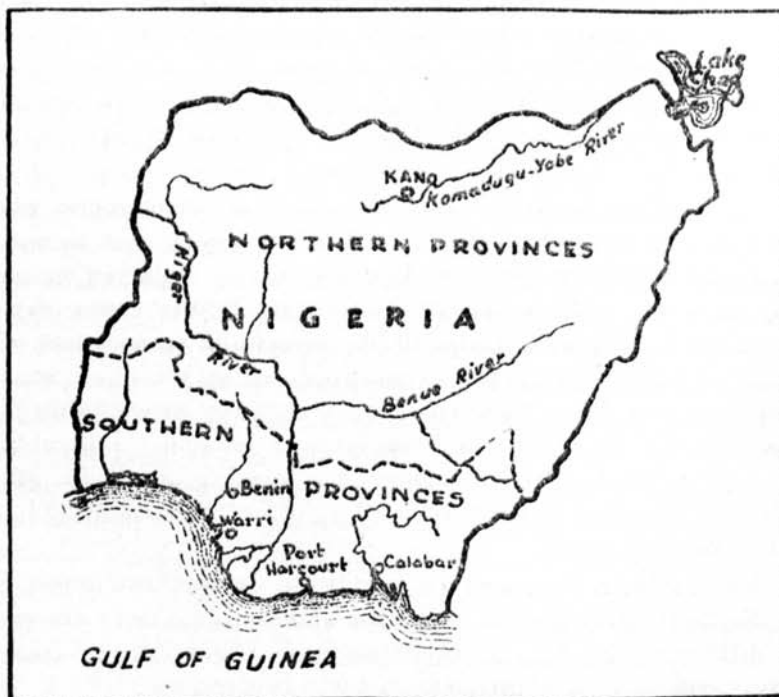 Lake
Chad
KANO
Komadugu-Yobe River
NORTHERN PROVINCES
Niger
NIGERIA
River
Benue River
SOUTHERN
Benin
PROVINCES
Warri
Port
Harcourt
Calabar
GULF OF GUINEA